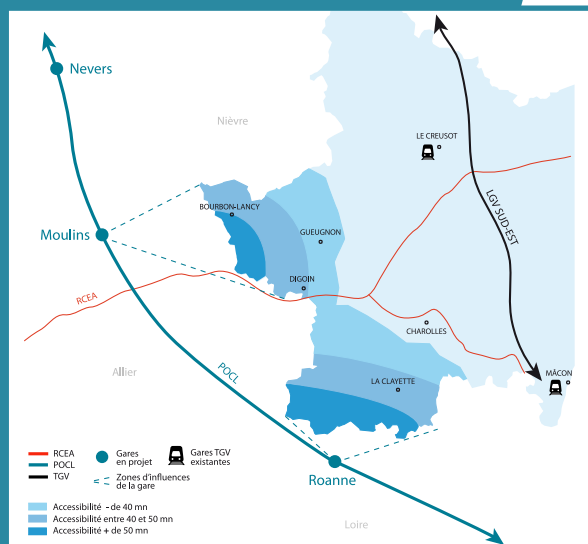 Nevers
Nièvre
LE CREUSOT
LGV SUD-EST
BOURBON-LANCY
Moulins
GUEUGNON
DIGOIN
RCEA
CHAROLLES
Allier
POCL
MÂCON
LA CLAYETTE
RCEA
POCL
TGV
Gares
en projet
Gares TGV
existantes
Zones d'influences
de la gare
Roanne
Accessibilité - de 40 mn
Accessibilité entre 40 et 50 mn
Accessibilité + de 50 mn
Loire